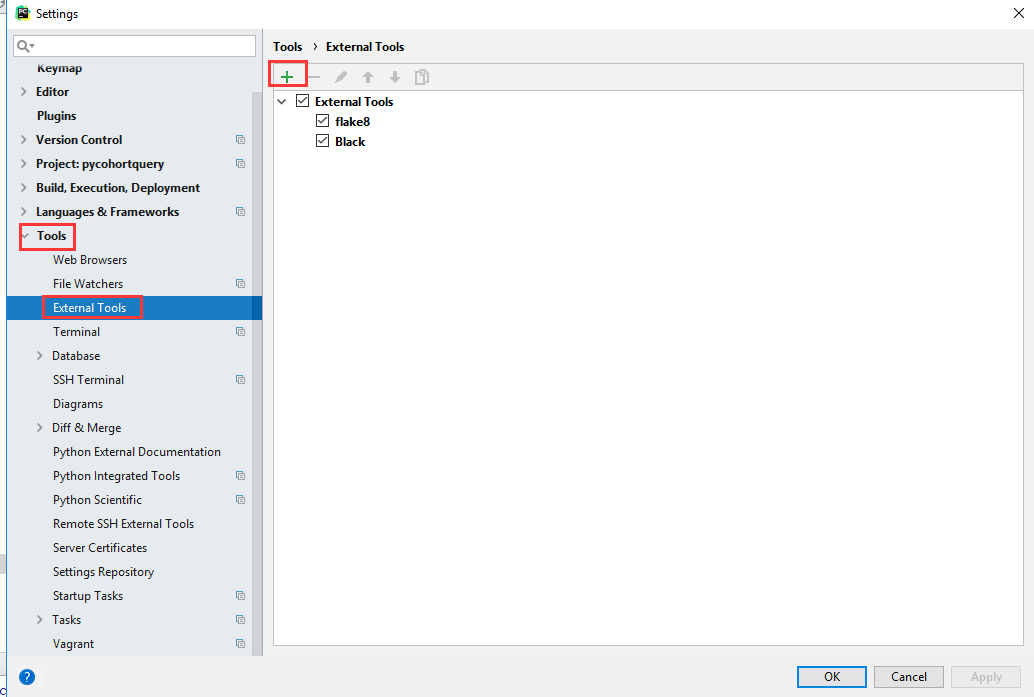 PC
Settings
Keymap
Editor
Plugins
Version Control
Project: pycohortquery
Build, Execution, Deployment
Languages & Frameworks
Tools
Web Browsers
File Watchers
External Tools
Terminal
Database
SSH Terminal
Diagrams
Diff & Merge
Python External Documentation
Python Integrated Tools
Python Scientific
Remote SSH External Tools
Server Certificates
Settings Repository
Startup Tasks
Tasks
Vagrant
Tools › External Tools
External Tools
flake8
Black
?
OK
Cancel
Apply